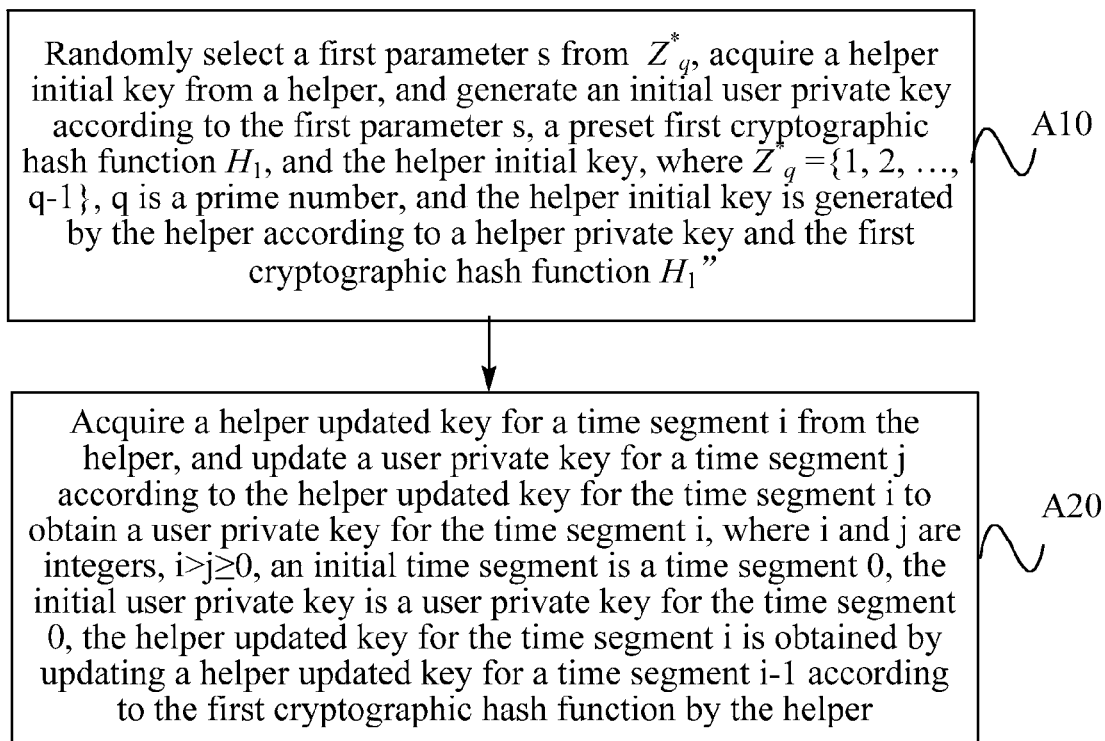 Randomly select a first parameter s from Z*q, acquire a helper
initial key from a helper, and generate an initial user private key
according to the first parameter s, a preset first cryptographic
hash function H1, and the helper initial key, where Z*q ={1, 2, …,
q-1}, q is a prime number, and the helper initial key is generated
by the helper according to a helper private key and the first
cryptographic hash function H1”
A10
Acquire a helper updated key for a time segment i from the
helper, and update a user private key for a time segment j
according to the helper updated key for the time segment i to
obtain a user private key for the time segment i, where i and j are
integers, i>j≥0, an initial time segment is a time segment 0, the
initial user private key is a user private key for the time segment
0, the helper updated key for the time segment i is obtained by
updating a helper updated key for a time segment i-1 according
to the first cryptographic hash function by the helper
A20